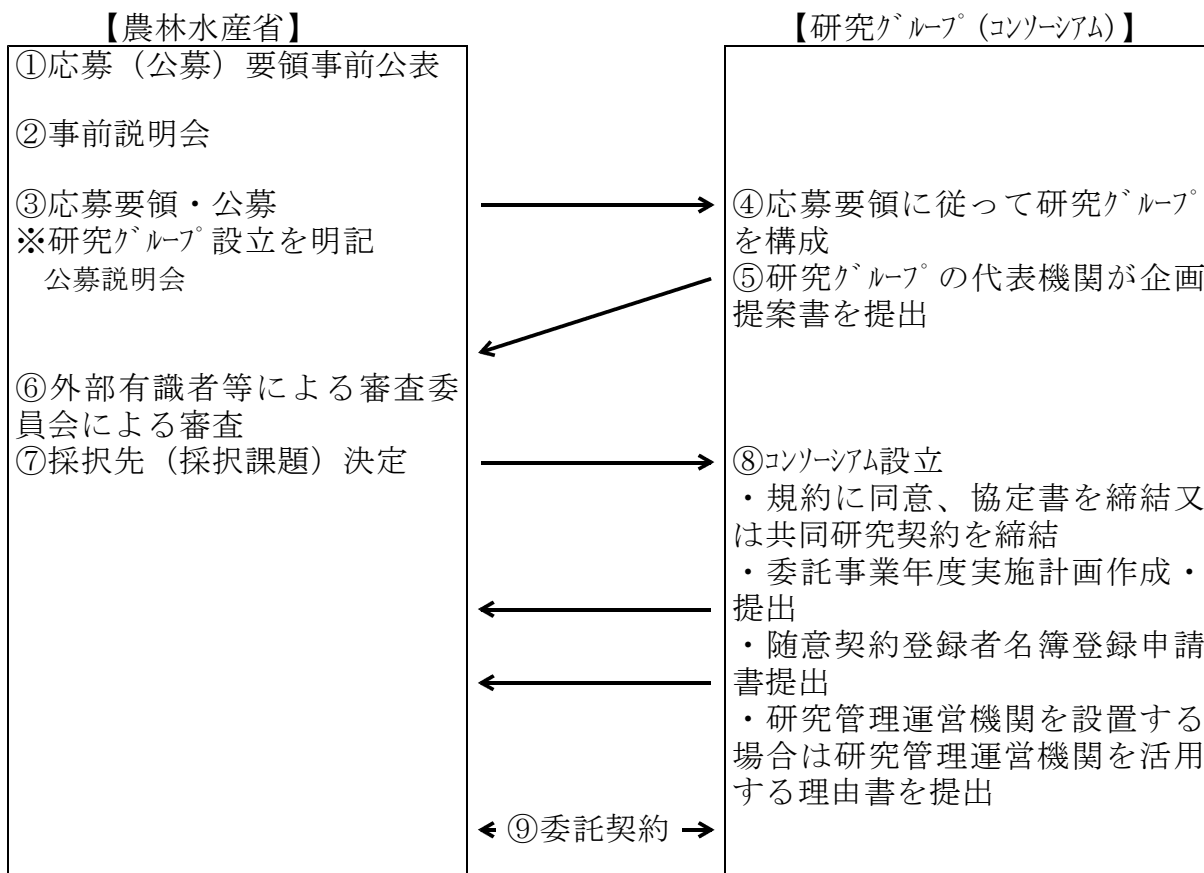 【農林水産省】
【研究ｸﾞﾙｰﾌﾟ(ｺﾝｿｰｼｱﾑ)】
①応募（公募）要領事前公表
②事前説明会
③応募要領・公募
※研究ｸﾞﾙｰﾌﾟ設立を明記
公募説明会
④応募要領に従って研究ｸﾞﾙｰﾌﾟ
を構成
⑤研究ｸﾞﾙｰﾌﾟの代表機関が企画
提案書を提出
⑥外部有識者等による審査委
員会による審査
⑦採択先（採択課題）決定
⑧ｺﾝｿｰｼｱﾑ設立
・規約に同意、協定書を締結又
は共同研究契約を締結
・委託事業年度実施計画作成・
提出
・随意契約登録者名簿登録申請
書提出
・研究管理運営機関を設置する
場合は研究管理運営機関を活用
する理由書を提出
⑨委託契約